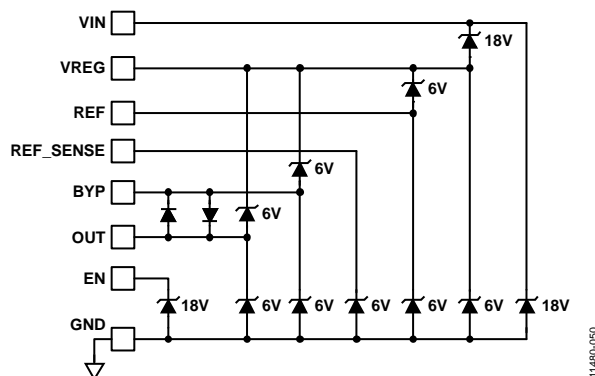 VIN
18V
VREG
6V
REF
REF_SENSE
6V
BYP
6V
OUT
EN
18V 6V 6V 6V 6V 6V 18V
GND
11480-050